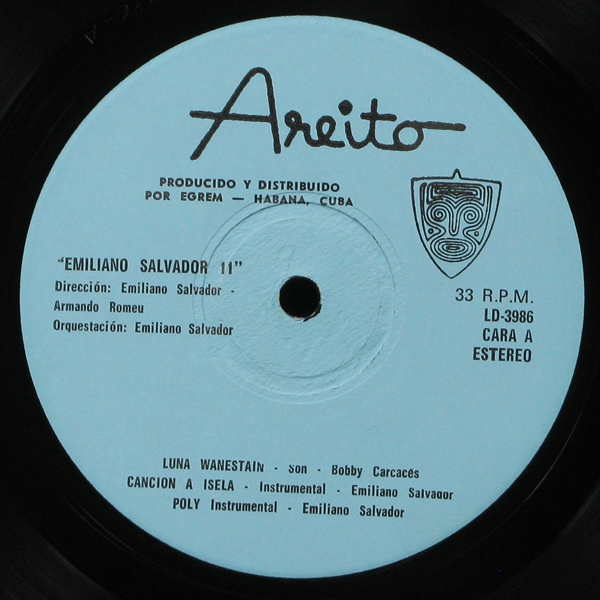 Areito
PRODUCIDO Y DISTRIBUIDO
POR EGREM — HABANA, CUBA
"EMILIANO SALVADOR 11"
Dirección: Emiliano Salvador -
Armando Romeu
Orquestación: Emiliano Salvador
33 R.P.M.
LD-3986
CARA A
ESTEREO
LUNA WANESTAIN - Son - Bobby Carcacés
CANCION A ISELA - Instrumental - Emiliano Salvador
POLY Instrumental - Emiliano Salvador